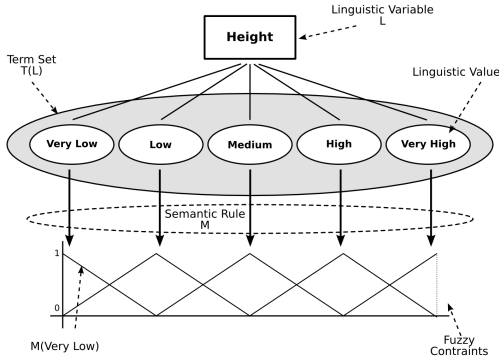 Linguistic Variable
L
Height
Term Set
T(L)
Linguistic Value
Very Low
Low
Medium
High
Very High
Semantic Rule
M
1
0
M(Very Low)
Fuzzy
Contraints